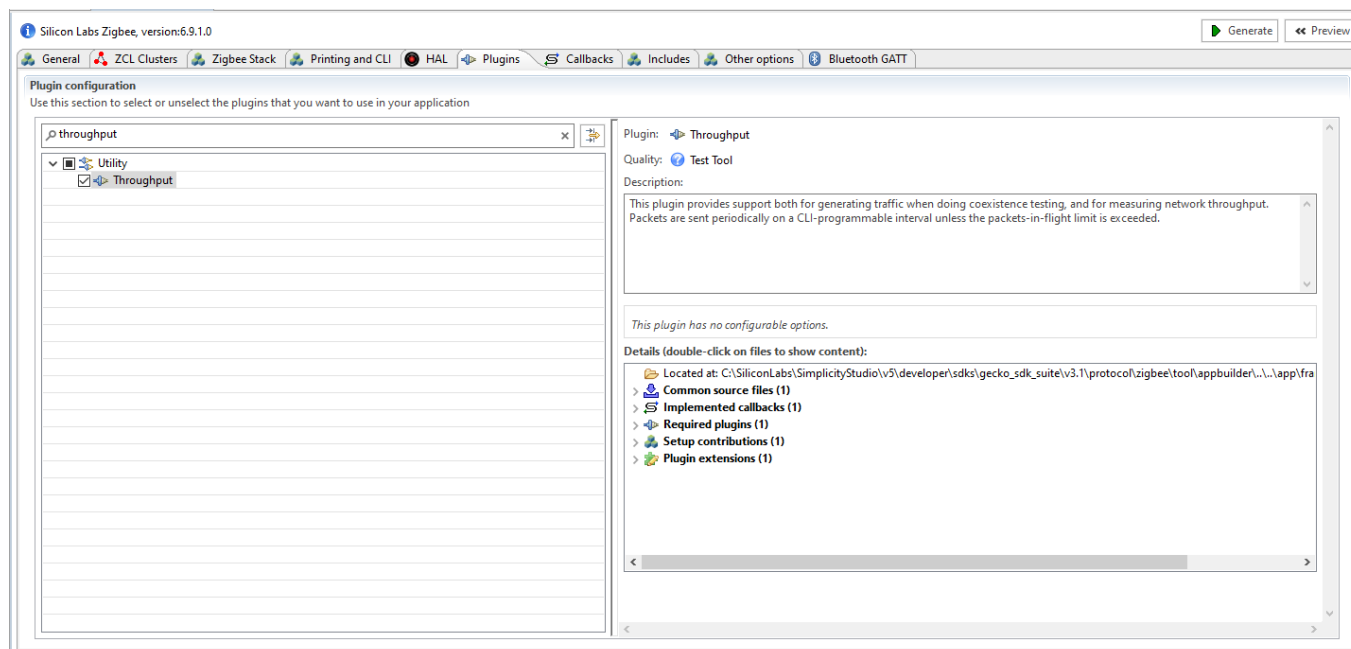 Silicon Labs Zigbee, version:6.9.1.0
Generate
Preview
General
ZCL Clusters
Zigbee Stack
Printing and CLI
HAL
Plugins
Callbacks
Includes
Other options
Bluetooth GATT
Plugin configuration
Use this section to select or unselect the plugins that you want to use in your application
throughput
Utility
Throughput
Plugin: Throughput
Quality: Test Tool
Description:
This plugin provides support both for generating traffic when doing coexistence testing, and for measuring network throughput.
Packets are sent periodically on a CLI-programmable interval unless the packets-in-flight limit is exceeded.
This plugin has no configurable options.
Details (double-click on files to show content):
Located at: C:\SiliconLabs\SimplicityStudio\v5\developer\sdks\gecko_sdk_suite\v3.1\protocol\zigbee\tool\appbuilder\..\..\app\fra
Common source files (1)
Implemented callbacks (1)
Required plugins (1)
Setup contributions (1)
Plugin extensions (1)